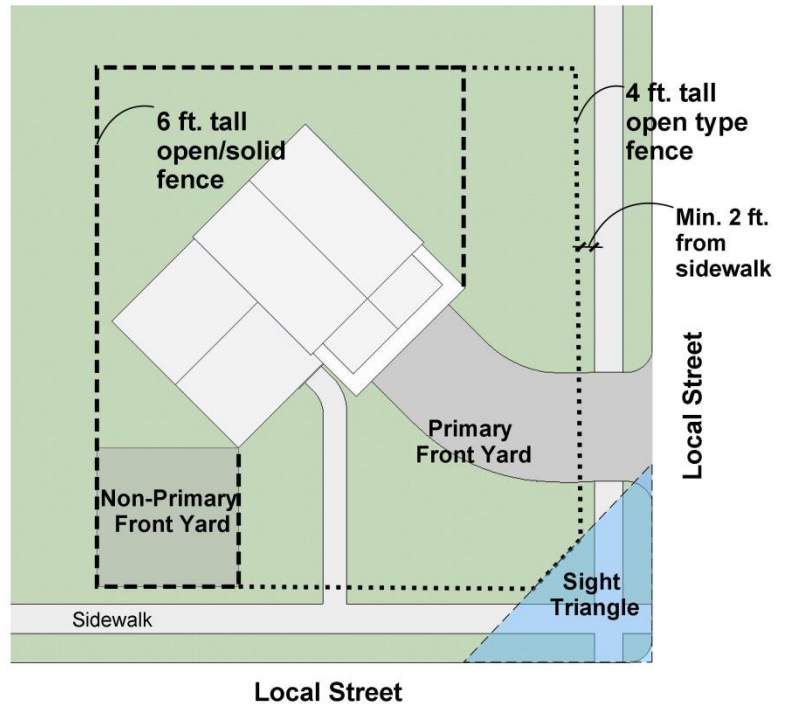 6 ft. tall
open/solid
fence
4 ft. tall
open type
fence
Min. 2 ft.
from
sidewalk
Local Street
Primary
Front Yard
Non-Primary
Front Yard
Sight
Triangle
Sidewalk
Local Street